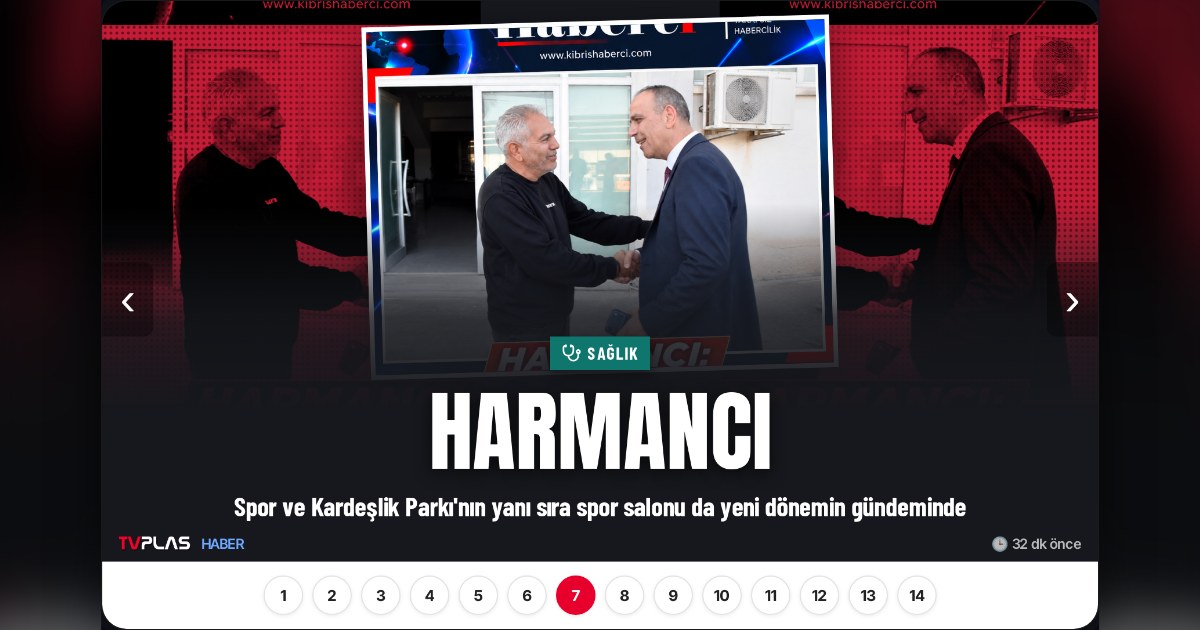 www.kibrishaberci.com
www.kibrishaberci.com
Haberci
HABERCİLİK
www.kibrishaberci.com
SAĞLIK
HARMANCI
Spor ve Kardeşlik Parkı'nın yanı sıra spor salonu da yeni dönemin gündeminde
TVPLAS HABER
32 dk önce
1 2 3 4 5 6 7 8 9 10 11 12 13 14